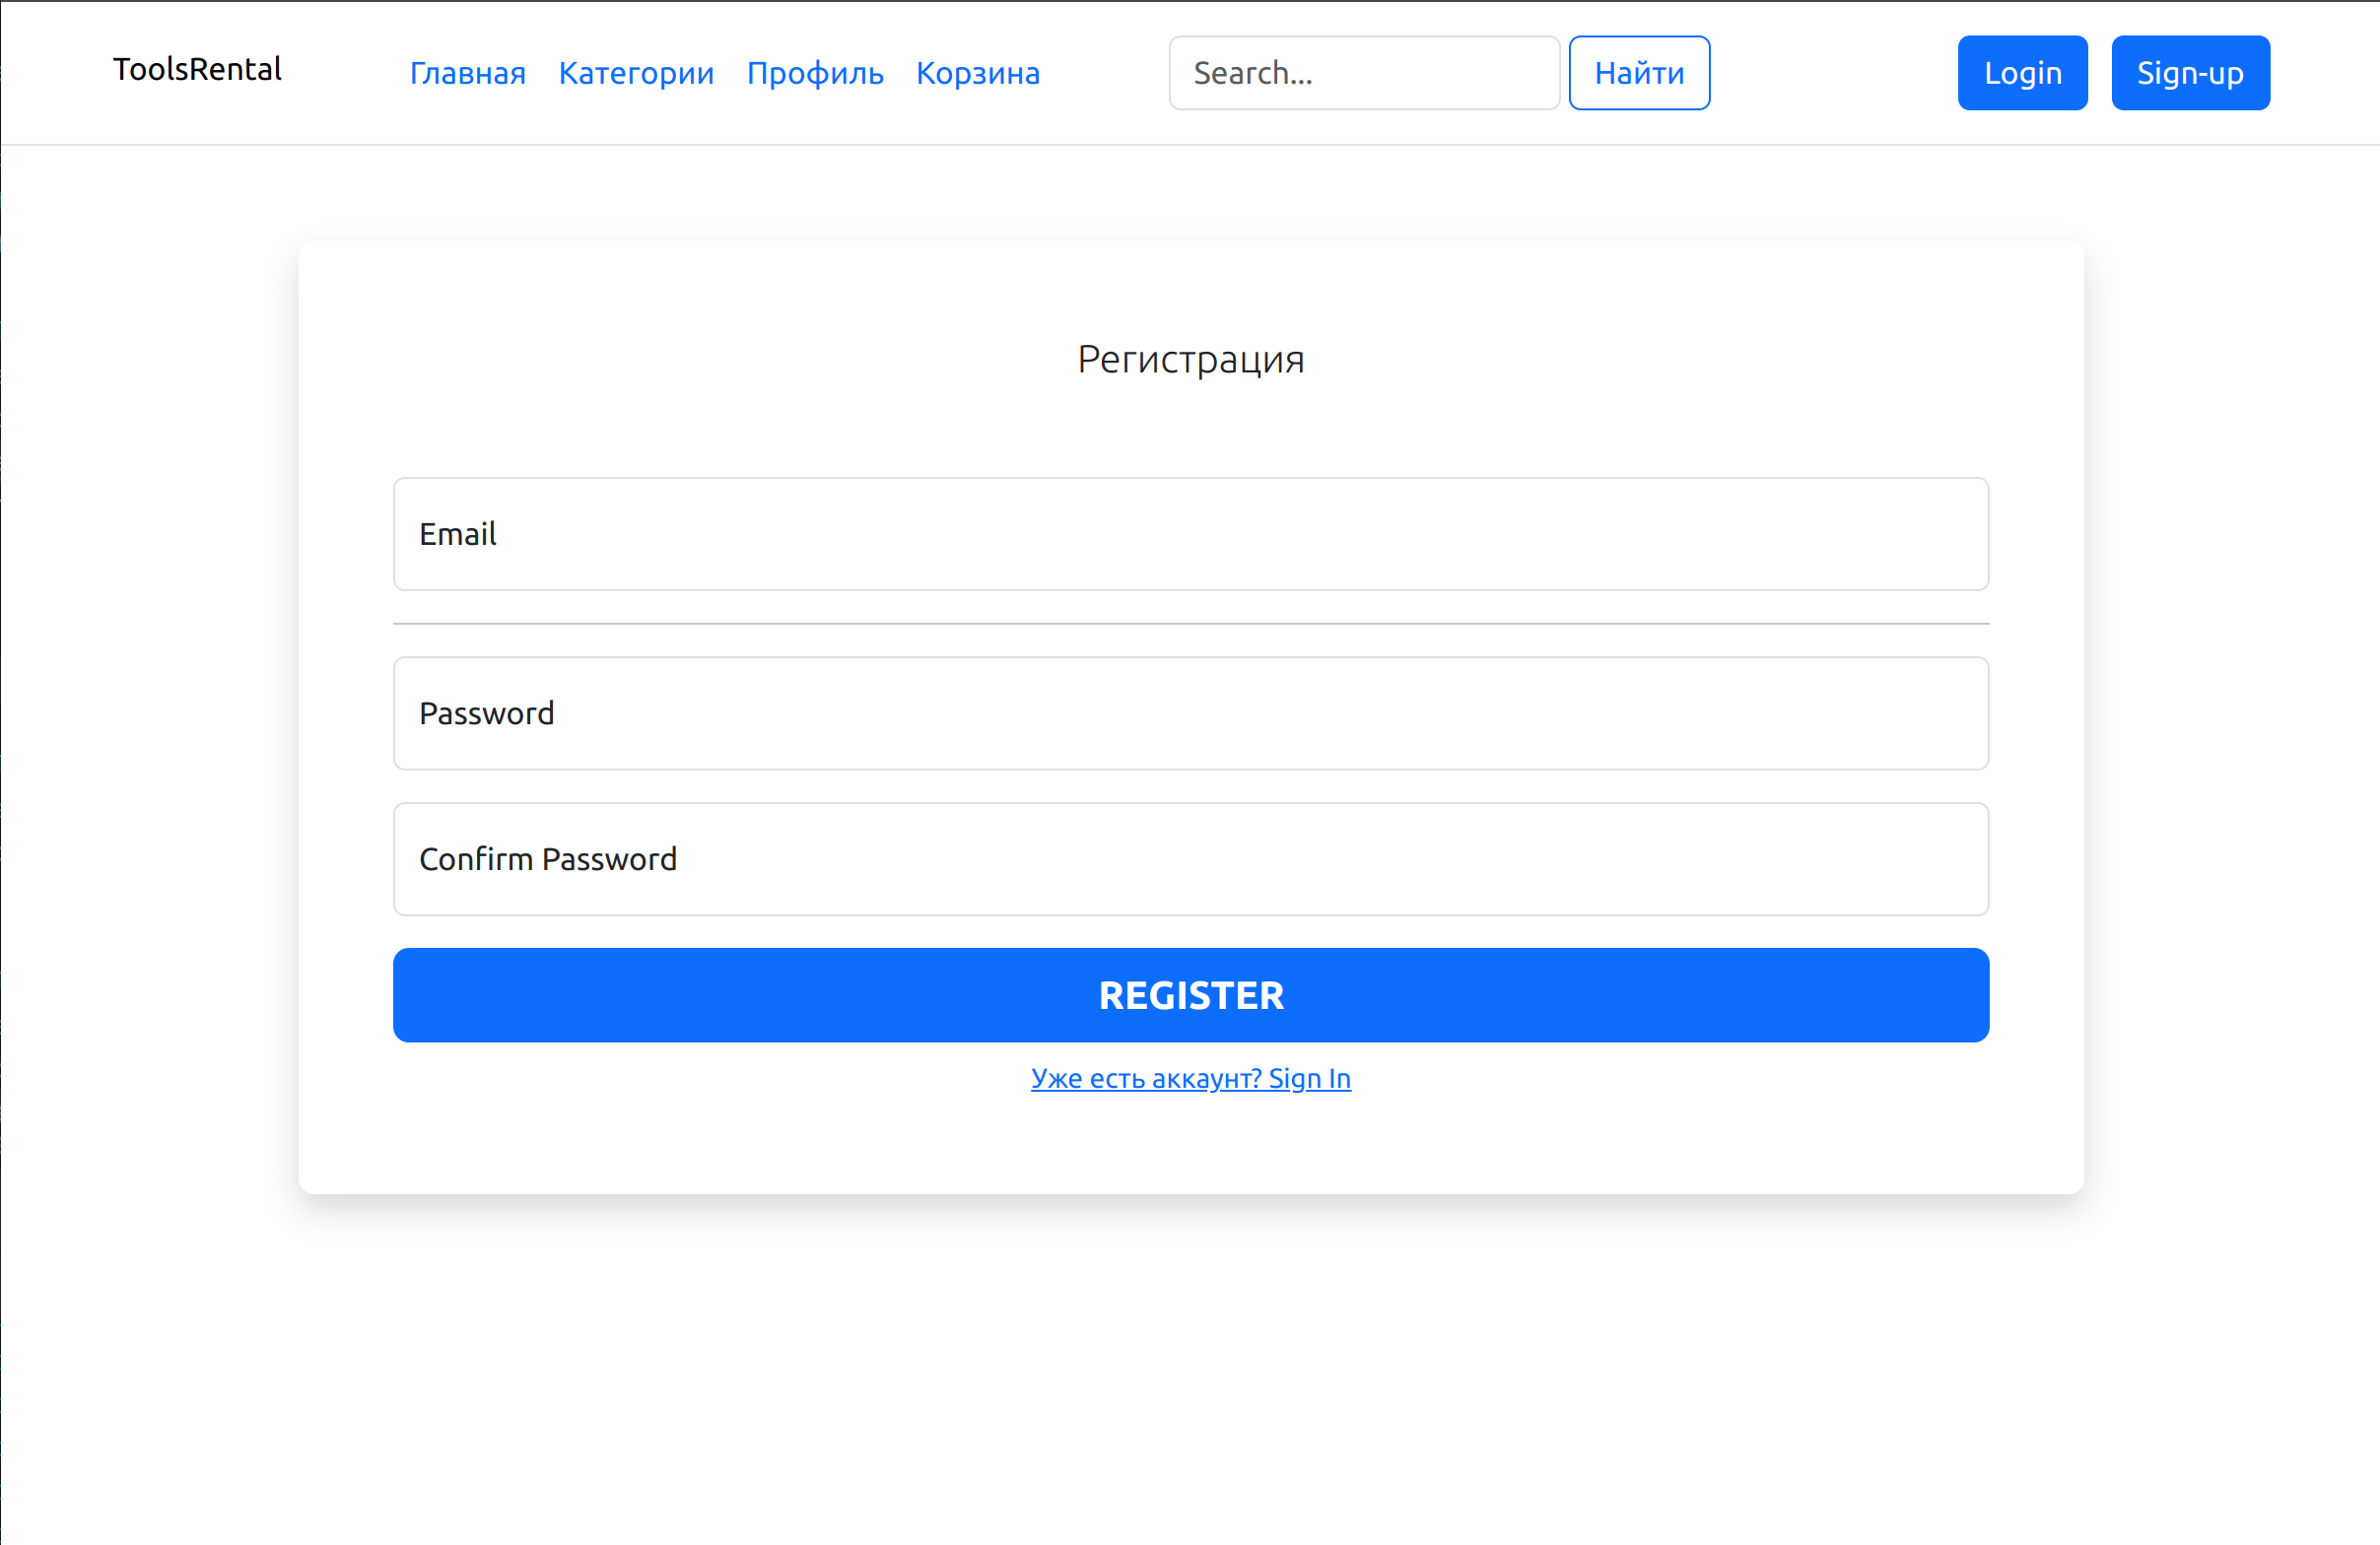 ToolsRental Главная Категории Профиль Корзина Search... Найти Login Sign-up
Регистрация
Email
Password
Confirm Password
REGISTER
Уже есть аккаунт? Sign In